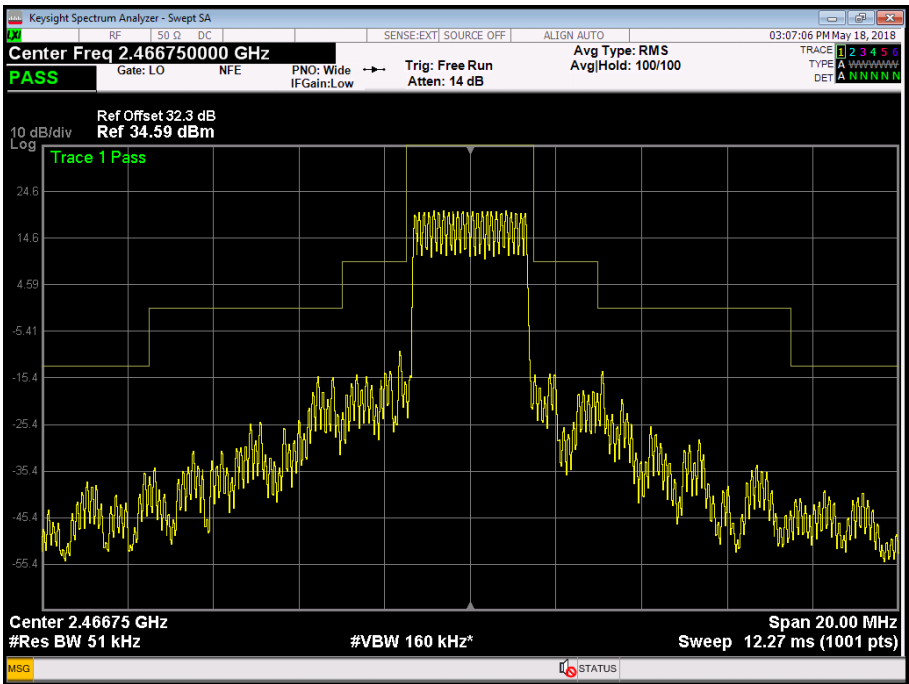 Keysight Spectrum Analyzer - Swept SA
LXI RF 50 Ω DC SENSE:EXT SOURCE OFF ALIGN AUTO 03:07:06 PM May 18, 2018
Center Freq 2.466750000 GHz Avg Type: RMS TRACE 1 2 3 4 5 6
PASS Gate: LO NFE PNO: Wide Trig: Free Run Avg|Hold: 100/100 TYPE A WWWWW
IFGain:Low Atten: 14 dB DET A N N N N N
Ref Offset 32.3 dB
10 dB/div Ref 34.59 dBm
Log
Trace 1 Pass
24.6
14.6
4.59
-5.41
-15.4
-25.4
-35.4
-45.4
-55.4
Center 2.46675 GHz Span 20.00 MHz
#Res BW 51 kHz #VBW 160 kHz* Sweep 12.27 ms (1001 pts)
MSG STATUS